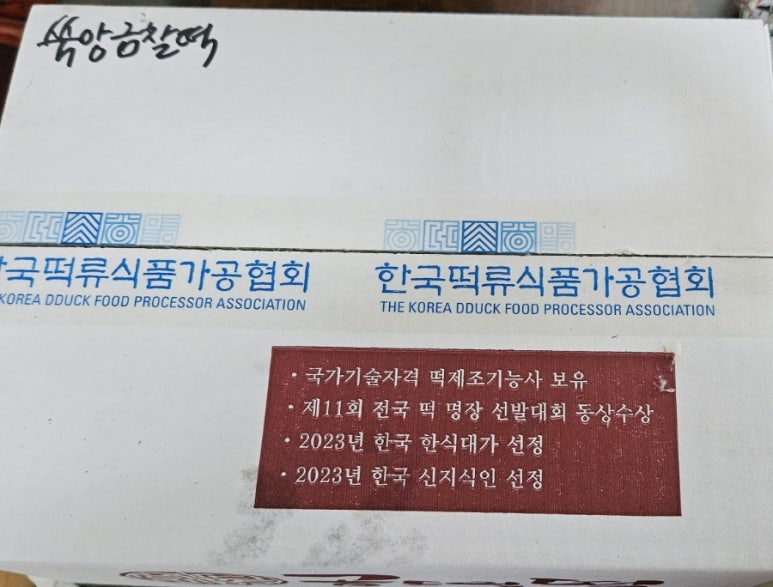 쑥앙금찰떡
국떡류식품가공협회
한국떡류식품가공협회
KOREA DDUCK FOOD PROCESSOR ASSOCIATION
THE KOREA DDUCK FOOD PROCESSOR ASSOCIATION
· 국가기술자격 떡제조기능사 보유
· 제11회 전국 떡 명장 선발대회 동상수상
· 2023년 한국 한식대가 선정
· 2023년 한국 신지식인 선정